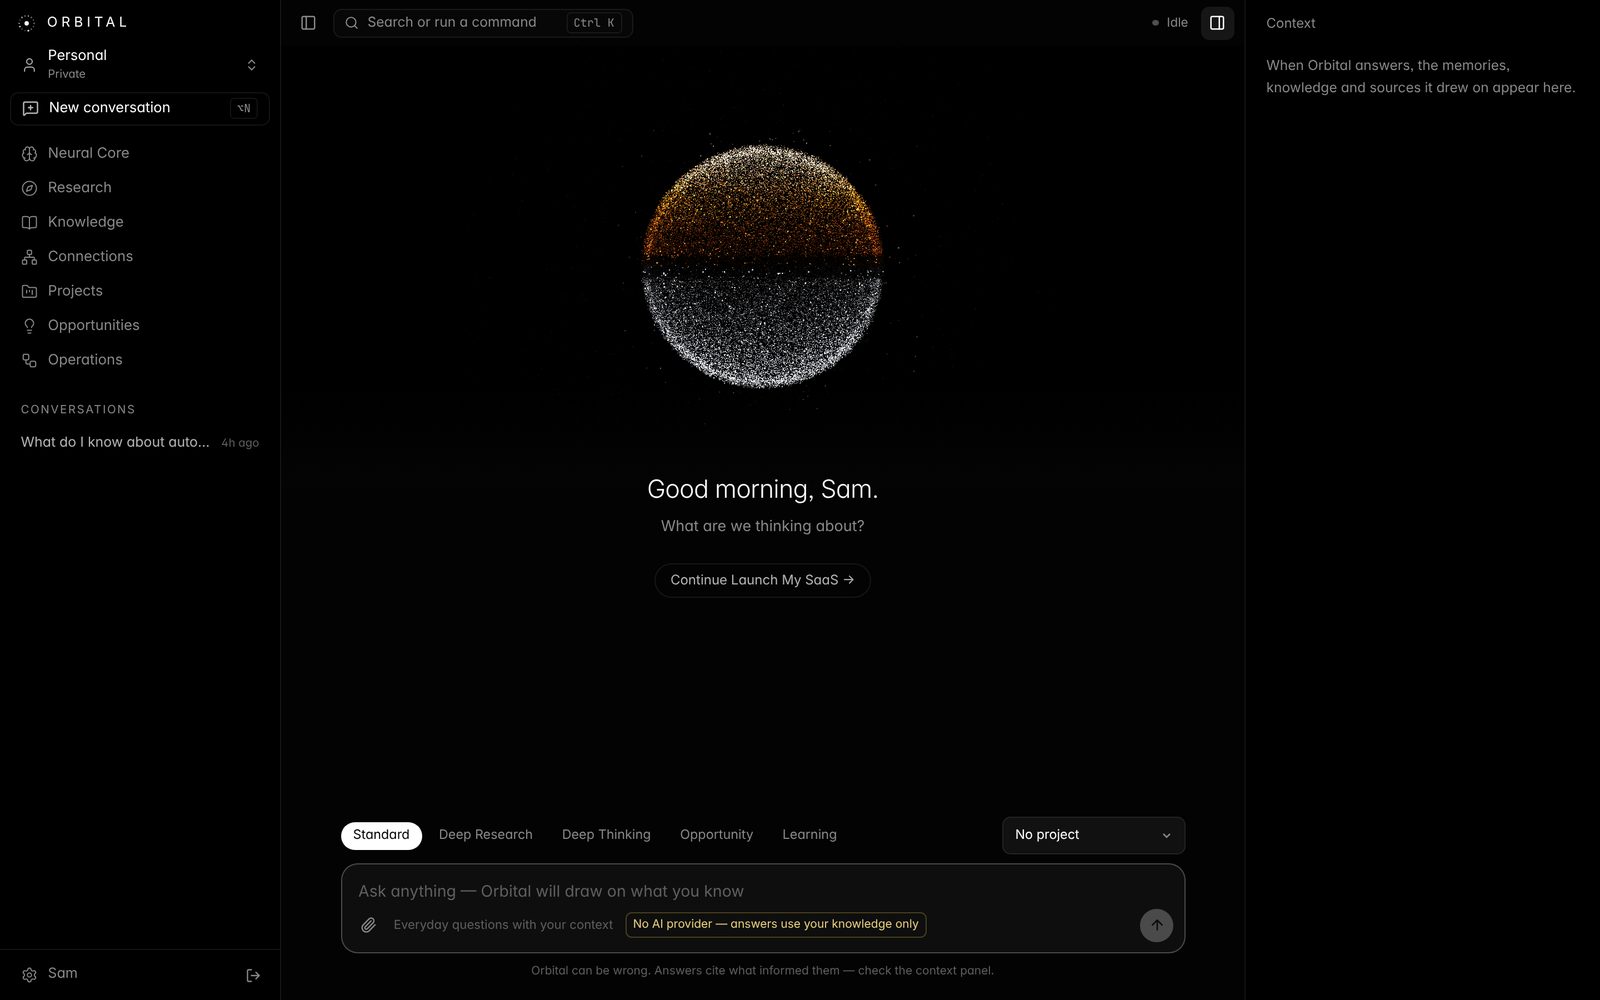 ORBITAL
Personal
Private
New conversation
⌥N
Neural Core
Research
Knowledge
Connections
Projects
Opportunities
Operations
CONVERSATIONS
What do I know about auto... 4h ago
Sam
Search or run a command Ctrl K
Idle
Good morning, Sam.
What are we thinking about?
Continue Launch My SaaS →
Standard Deep Research Deep Thinking Opportunity Learning No project
Ask anything — Orbital will draw on what you know
Everyday questions with your context No AI provider — answers use your knowledge only
Orbital can be wrong. Answers cite what informed them — check the context panel.
Context
When Orbital answers, the memories,
knowledge and sources it drew on appear here.